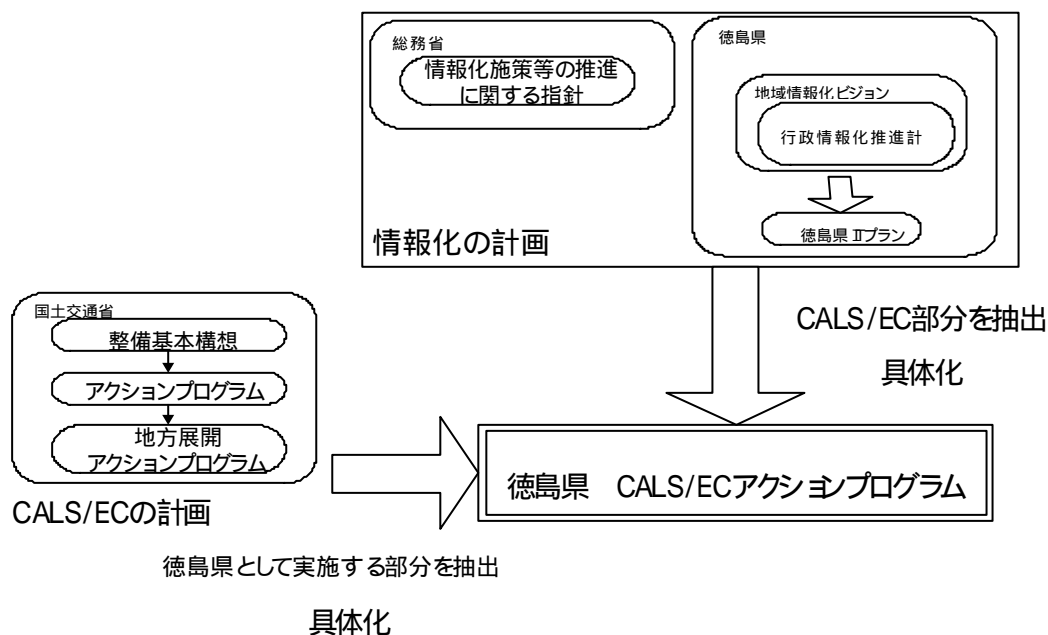 総務省
情報化施策等の推進
に関する指針
徳島県
地域情報化ビジョン
行政情報化推進計
徳島県ITプラン
情報化の計画
国土交通省
整備基本構想
アクションプログラム
地方展開
アクションプログラム
CALS/ECの計画
CALS/EC部分を抽出
具体化
徳島県 CALS/ECアクションプログラム
徳島県として実施する部分を抽出
具体化